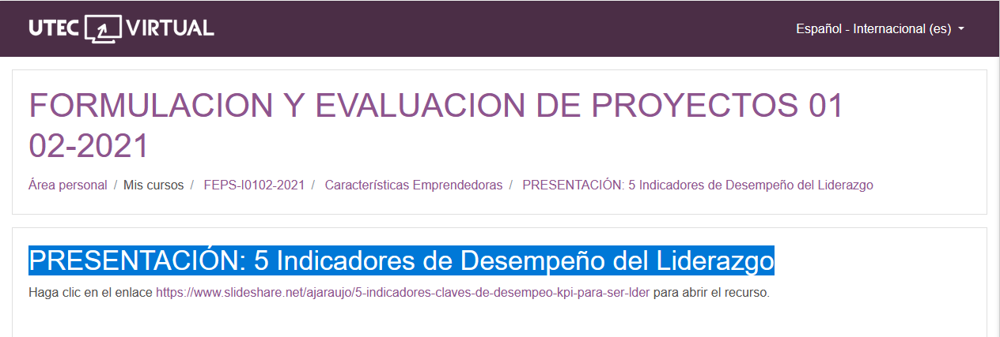 UTEC VIRTUAL
Español - Internacional (es)
FORMULACION Y EVALUACION DE PROYECTOS 01
02-2021
Área personal / Mis cursos / FEPS-I0102-2021 / Características Emprendedoras / PRESENTACIÓN: 5 Indicadores de Desempeño del Liderazgo
PRESENTACIÓN: 5 Indicadores de Desempeño del Liderazgo
Haga clic en el enlace https://www.slideshare.net/ajaraujo/5-indicadores-claves-de-desempeo-kpi-para-ser-lder para abrir el recurso.